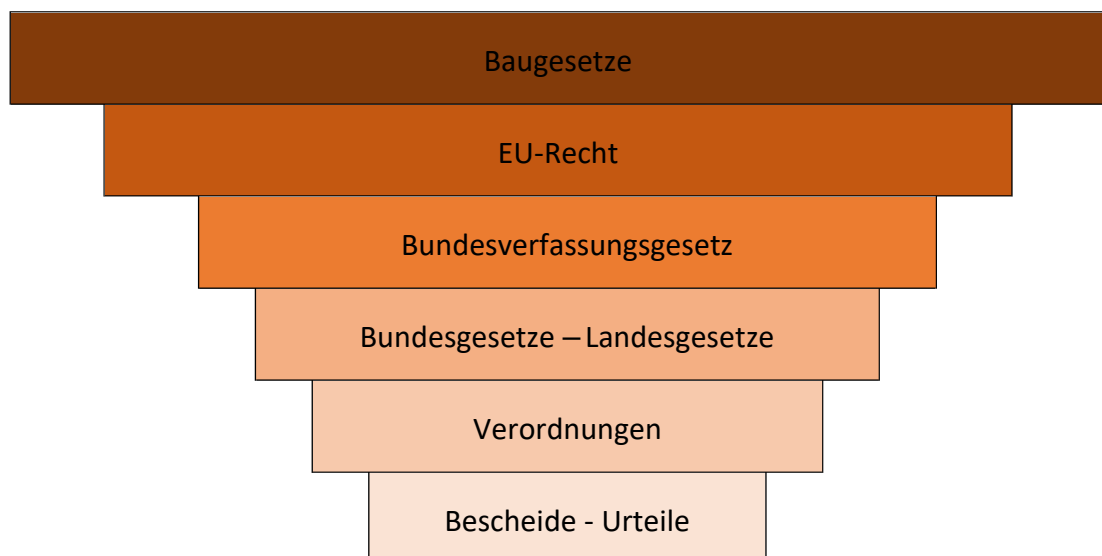 Baugesetze
EU-Recht
Bundesverfassungsgesetz
Bundesgesetze – Landesgesetze
Verordnungen
Bescheide - Urteile